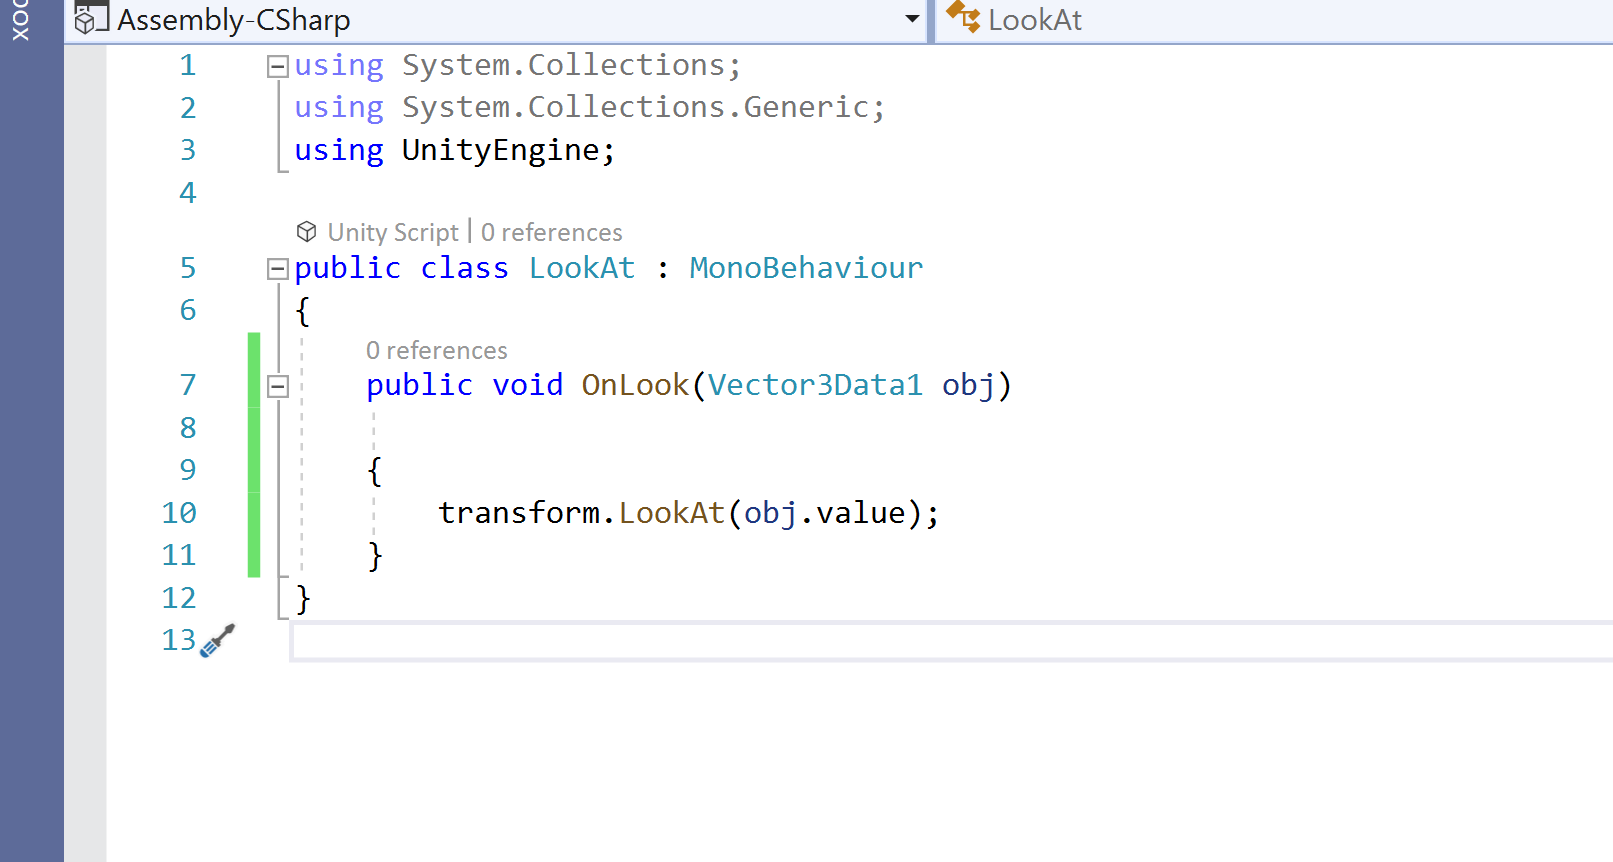 Assembly-CSharp
LookAt
1 using System.Collections;
2 using System.Collections.Generic;
3 using UnityEngine;
4
Unity Script | 0 references
5 public class LookAt : MonoBehaviour
6 {
0 references
7 public void OnLook(Vector3Data1 obj)
8
9 {
10 transform.LookAt(obj.value);
11 }
12 }
13